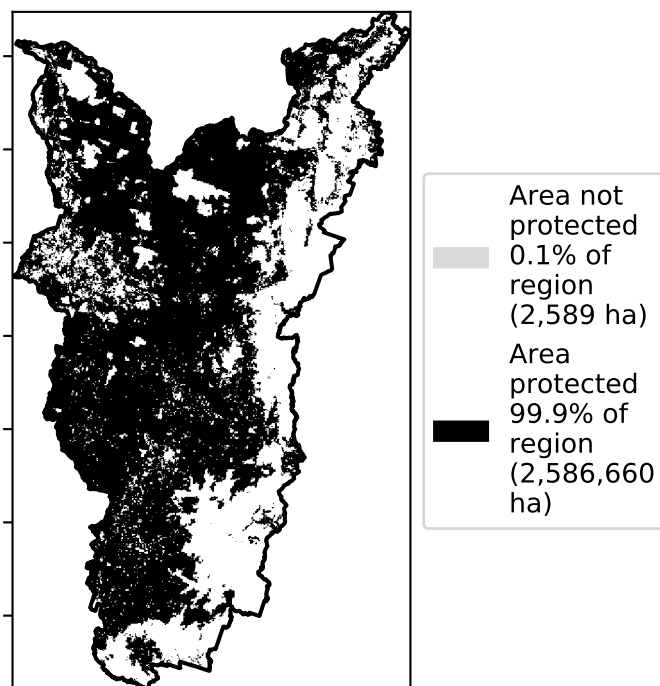 Area not
protected
0.1% of
region
(2,589 ha)
Area
protected
99.9% of
region
(2,586,660
ha)